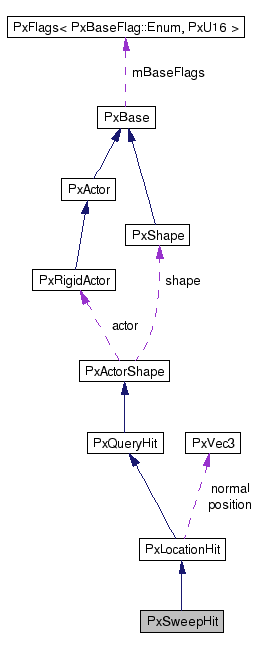 PxFlags< PxBaseFlag::Enum, PxU16 >
mBaseFlags
PxBase
PxActor
PxShape
PxRigidActor
shape
actor
PxActorShape
PxQueryHit
PxVec3
normal
position
PxLocationHit
PxSweepHit